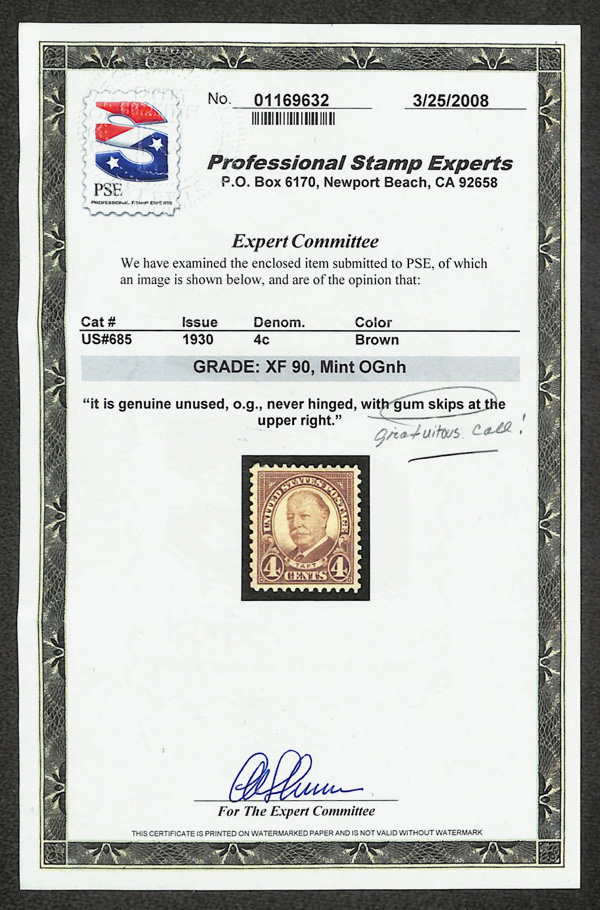 No. 01169632 3/25/2008
PSE
PROFESSIONAL STAMP EXPERTS
Professional Stamp Experts
P.O. Box 6170, Newport Beach, CA 92658
Expert Committee
We have examined the enclosed item submitted to PSE, of which
an image is shown below, and are of the opinion that:
Cat # Issue Denom. Color
US#685 1930 4c Brown
GRADE: XF 90, Mint OGnh
“it is genuine unused, o.g., never hinged, with gum skips at the
upper right.”
gratuitous call!
UNITED STATES POSTAGE
TAFT
4 CENTS 4
For The Expert Committee
THIS CERTIFICATE IS PRINTED ON WATERMARKED PAPER AND IS NOT VALID WITHOUT WATERMARK